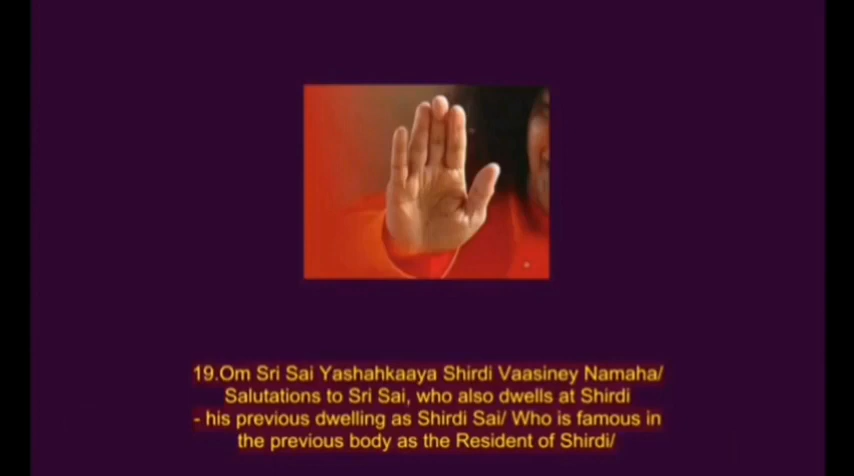 19.Om Sri Sai Yashahkaaya Shirdi Vaasiney Namaha/
Salutations to Sri Sai, who also dwells at Shirdi
- his previous dwelling as Shirdi Sai/ Who is famous in
the previous body as the Resident of Shirdi/